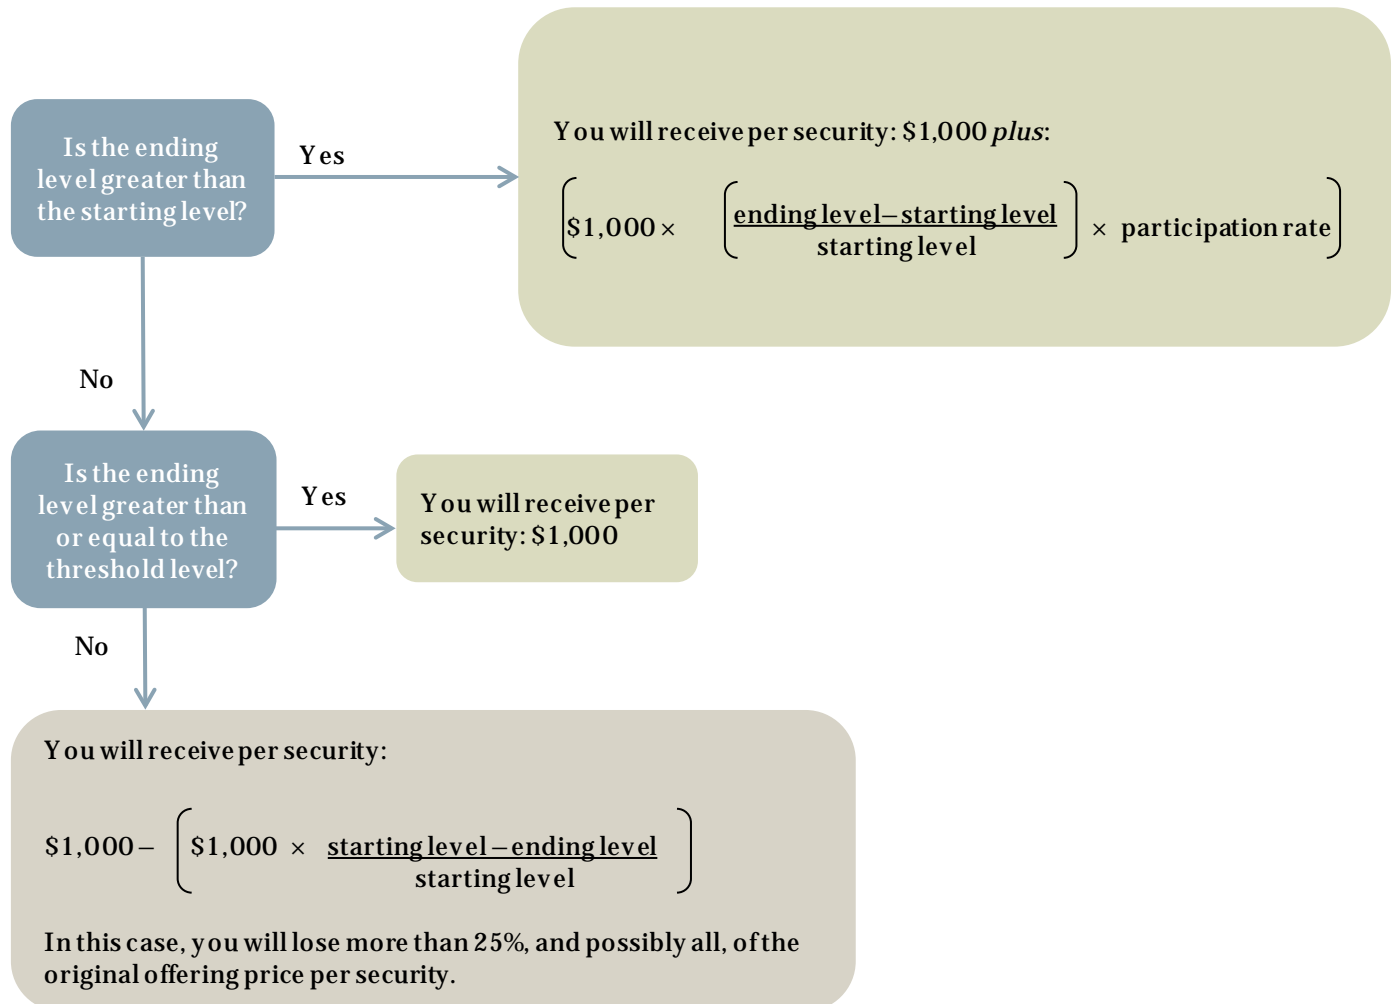 Is the ending
level greater than
the starting level?
Yes
You will receive per security: $1,000 plus:
$1,000 × ( ending level – starting level
starting level ) × participation rate
No
Is the ending
level greater than
or equal to the
threshold level?
Yes
You will receive per
security: $1,000
No
You will receive per security:
$1,000 – ( $1,000 × starting level – ending level
starting level )
In this case, you will lose more than 25%, and possibly all, of the
original offering price per security.